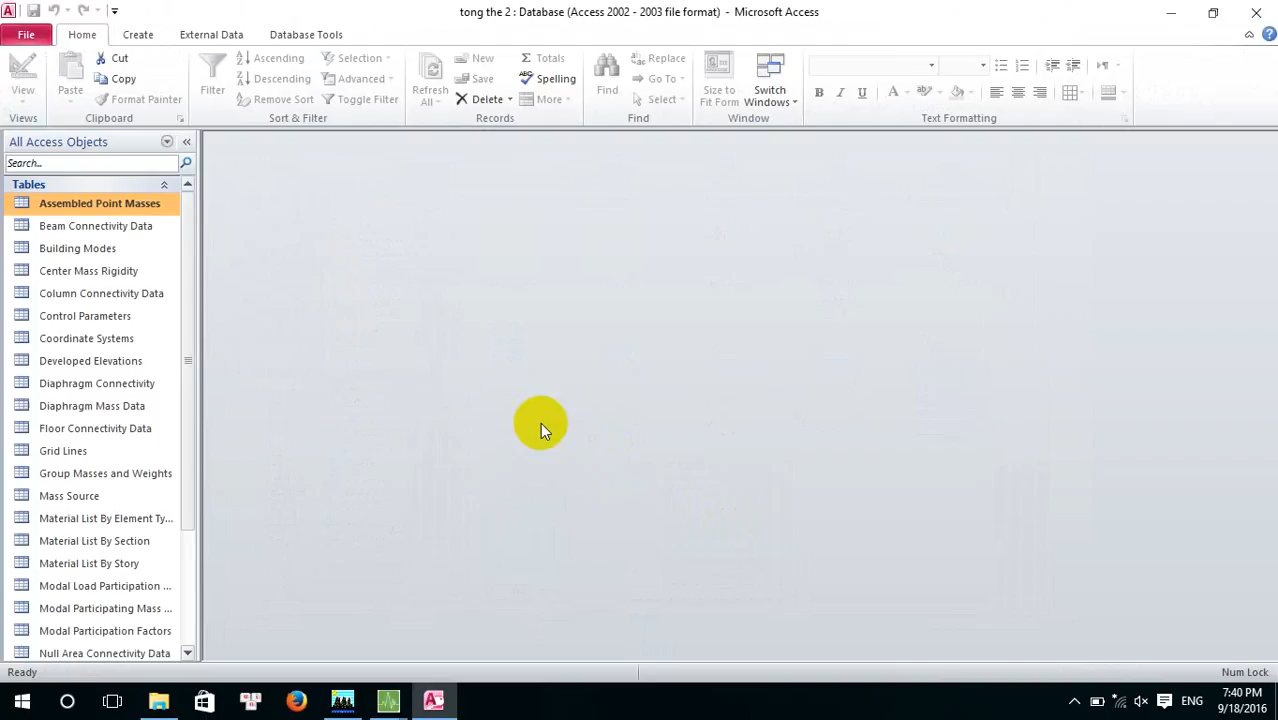 tong the 2 : Database (Access 2002 - 2003 file format) - Microsoft Access
File Home Create External Data Database Tools
View
Views
Paste
Cut
Copy
Format Painter
Clipboard
Filter
Ascending
Descending
Remove Sort
Selection
Advanced
Toggle Filter
Sort & Filter
Refresh All
New
Save
Delete
Totals
Spelling
More
Records
Find
Replace
Go To
Select
Find
Size to Fit Form
Switch Windows
Window
B I U A
Text Formatting
All Access Objects
Search...
Tables
Assembled Point Masses
Beam Connectivity Data
Building Modes
Center Mass Rigidity
Column Connectivity Data
Control Parameters
Coordinate Systems
Developed Elevations
Diaphragm Connectivity
Diaphragm Mass Data
Floor Connectivity Data
Grid Lines
Group Masses and Weights
Mass Source
Material List By Element Ty...
Material List By Section
Material List By Story
Modal Load Participation ...
Modal Participating Mass ...
Modal Participation Factors
Null Area Connectivity Data
Ready
Num Lock
ENG
7:40 PM
9/18/2016